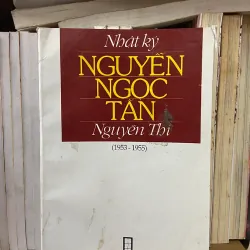 Nhật ký
NGUYỄN
NGỌC
TẤN
Nguyễn Thi
(1953 - 1955)